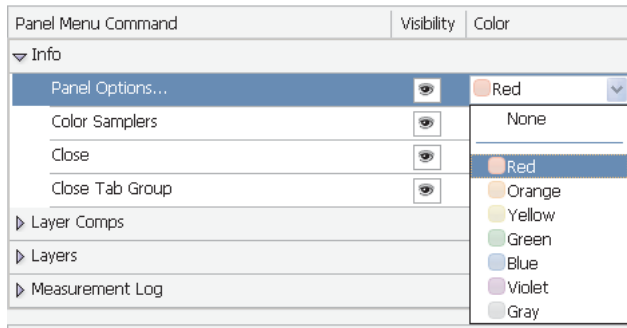 Panel Menu Command Visibility Color
Info
Panel Options... Red
Color Samplers None
Close Red
Close Tab Group Orange
Layer Comps Yellow
Layers Green
Measurement Log Blue
Violet
Gray